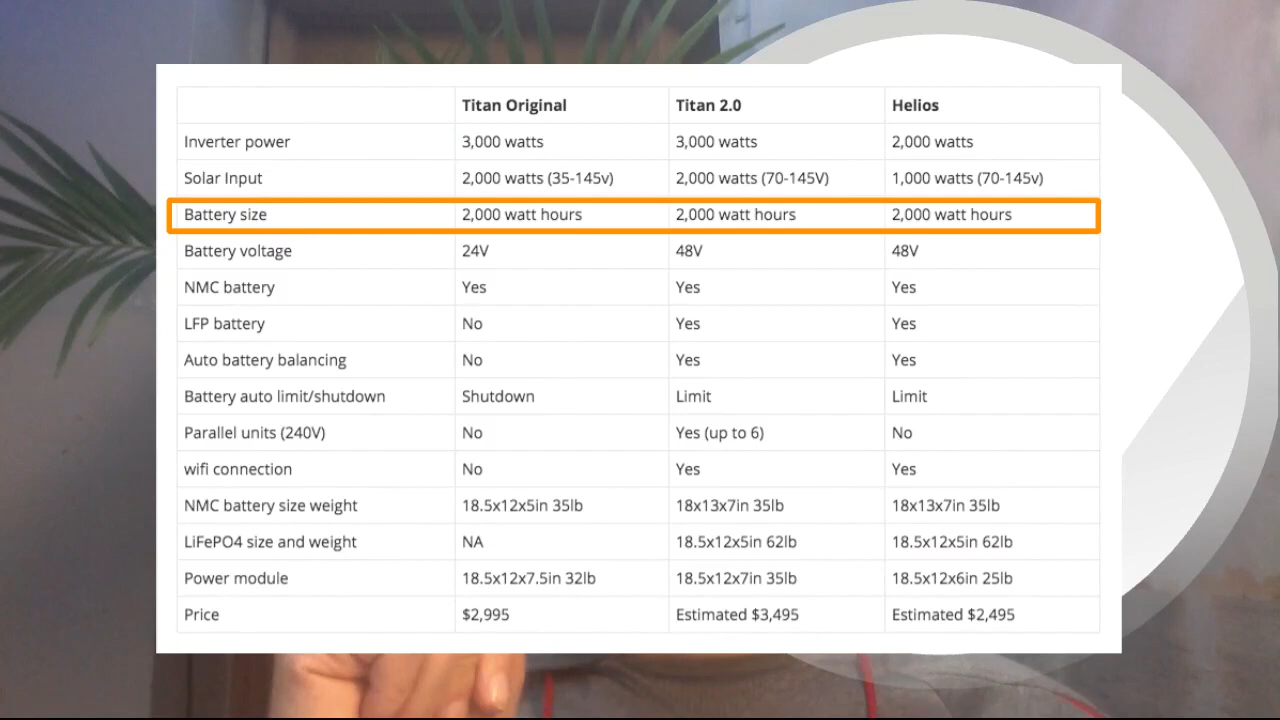 Titan Original Titan 2.0 Helios
Inverter power 3,000 watts 3,000 watts 2,000 watts
Solar Input 2,000 watts (35-145v) 2,000 watts (70-145V) 1,000 watts (70-145v)
Battery size 2,000 watt hours 2,000 watt hours 2,000 watt hours
Battery voltage 24V 48V 48V
NMC battery Yes Yes Yes
LFP battery No Yes Yes
Auto battery balancing No Yes Yes
Battery auto limit/shutdown Shutdown Limit Limit
Parallel units (240V) No Yes (up to 6) No
wifi connection No Yes Yes
NMC battery size weight 18.5x12x5in 35lb 18x13x7in 35lb 18x13x7in 35lb
LiFePO4 size and weight NA 18.5x12x5in 62lb 18.5x12x5in 62lb
Power module 18.5x12x7.5in 32lb 18.5x12x7in 35lb 18.5x12x6in 25lb
Price $2,995 Estimated $3,495 Estimated $2,495